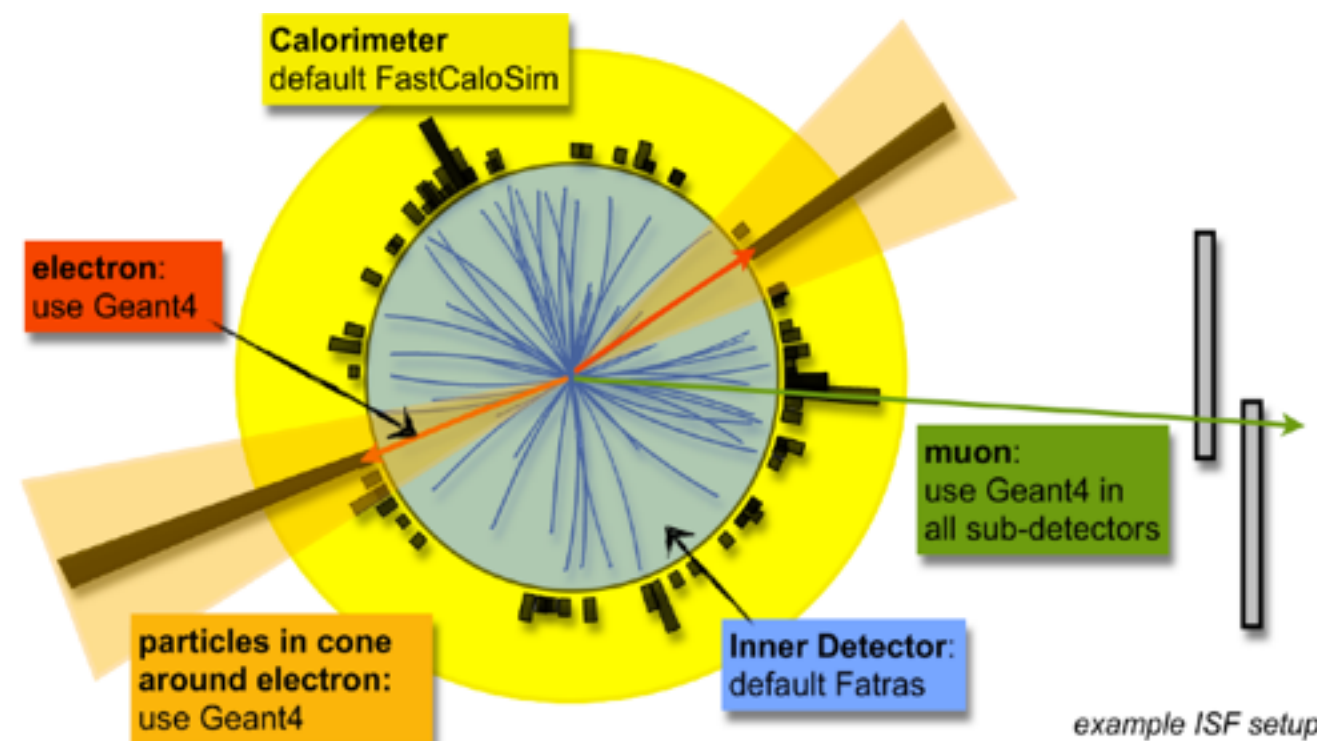 Calorimeter
default FastCaloSim
electron:
use Geant4
muon:
use Geant4 in
all sub-detectors
particles in cone
around electron:
use Geant4
Inner Detector:
default Fatras
example ISF setup